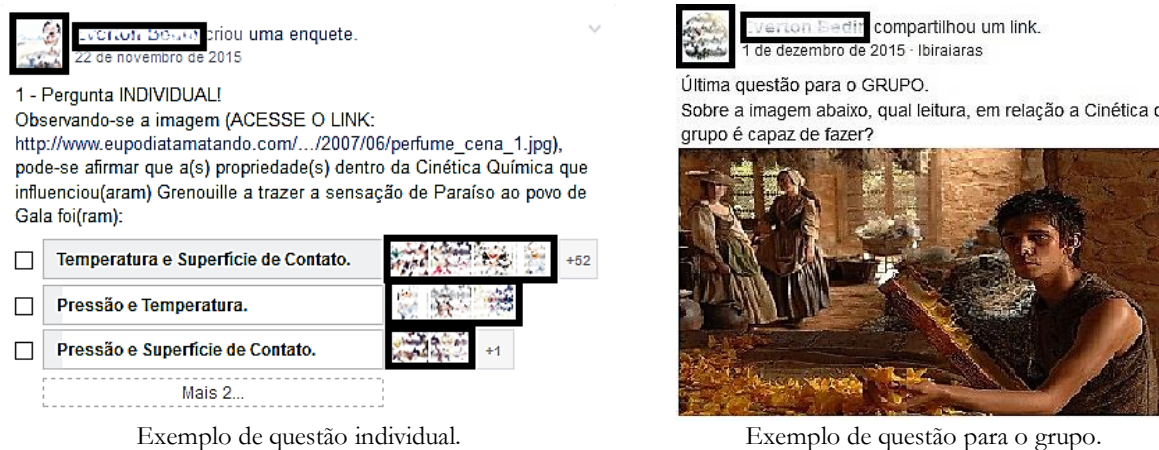 criou uma enquete.
22 de novembro de 2015
1 - Pergunta INDIVIDUAL!
Observando-se a imagem (ACESSE O LINK:
http://www.eupodiatamatando.com/.../2007/06/perfume_cena_1.jpg),
pode-se afirmar que a(s) propriedade(s) dentro da Cinética Química que
influenciou(aram) Grenouille a trazer a sensação de Paraíso ao povo de
Gala foi(ram):
Temperatura e Superfície de Contato. +52
Pressão e Temperatura.
Pressão e Superfície de Contato. +1
Mais 2...
Exemplo de questão individual.
compartilhou um link.
1 de dezembro de 2015 · Ibiraiaras
Última questão para o GRUPO.
Sobre a imagem abaixo, qual leitura, em relação a Cinética
grupo é capaz de fazer?
Exemplo de questão para o grupo.